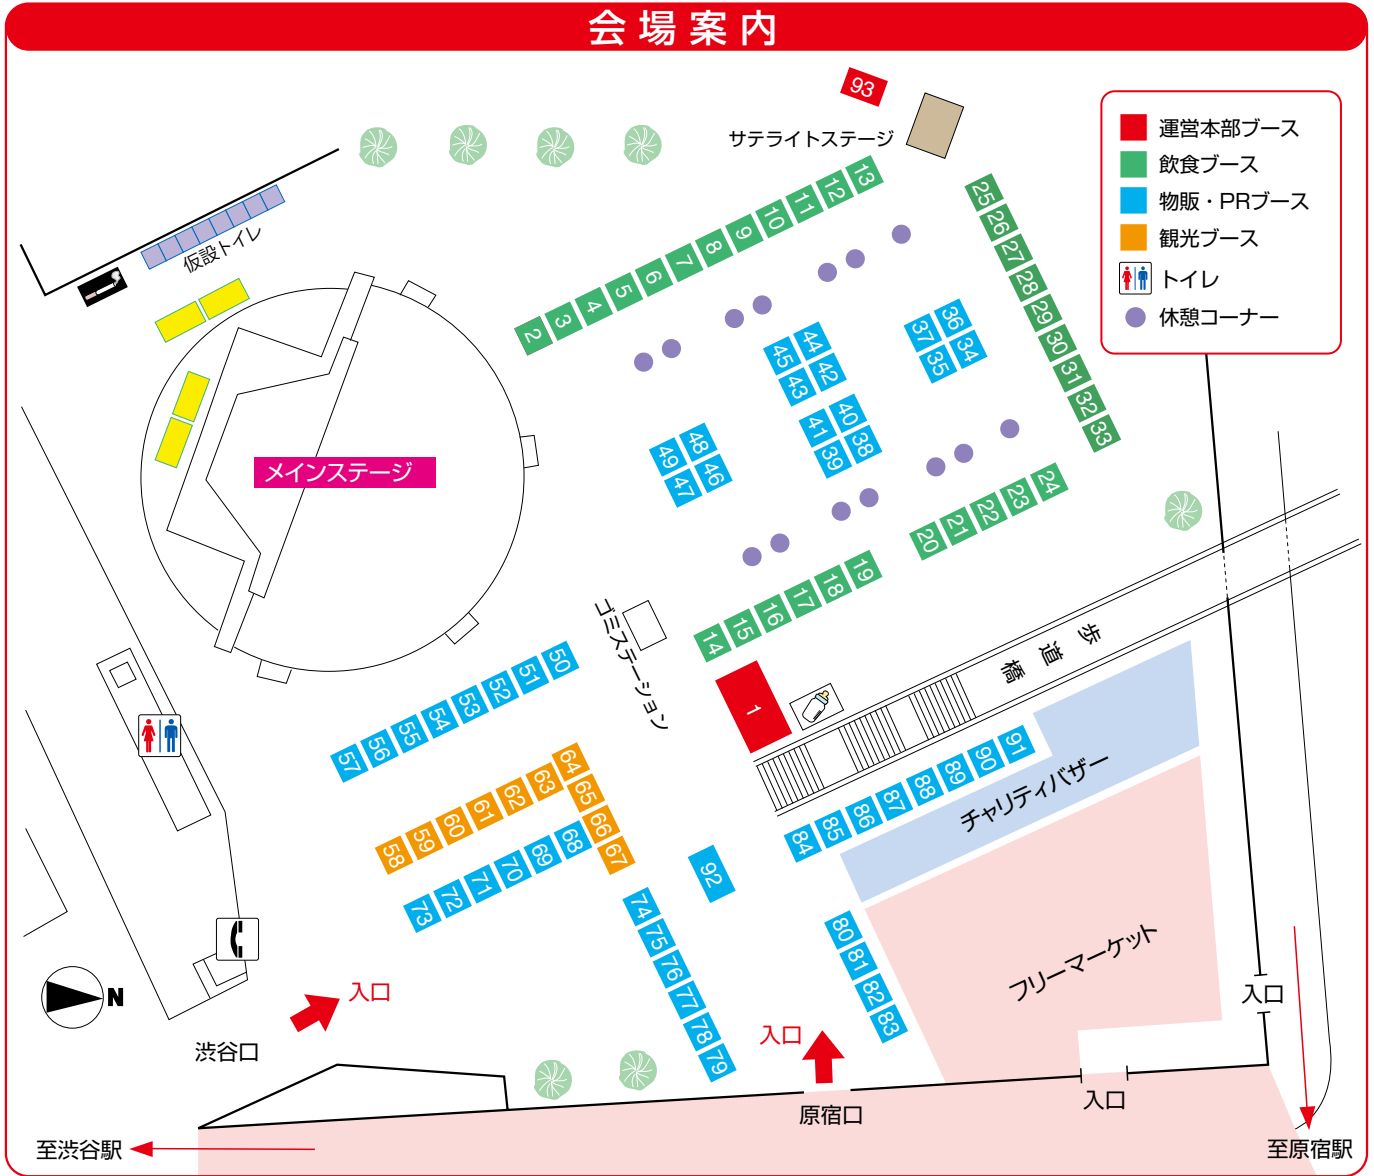 会場案内
93
サテライトステージ
運営本部ブース
飲食ブース
物販・PRブース
観光ブース
トイレ
休憩コーナー
仮設トイレ
2 3 4 5 6 7 8 9 10 11 12 13
25 26 27 28 29 30 31 32 33
45 44
43 42
41 40
39 38
37 36
35 34
49 48
47 46
メインステージ
20 21 22 23 24
14 15 16 17 18 19
ゴミステーション
1
歩道橋
57 56 55 54 53 52 51 50
58 59 60 61 62 63 64 65 66 67
73 72 71 70 69 68
92
84 85 86 87 88 89 90 91
チャリティバザー
フリーマーケット
74 75 76 77 78 79
80 81 82 83
N
入口
渋谷口
入口
原宿口
入口
入口
至渋谷駅
至原宿駅